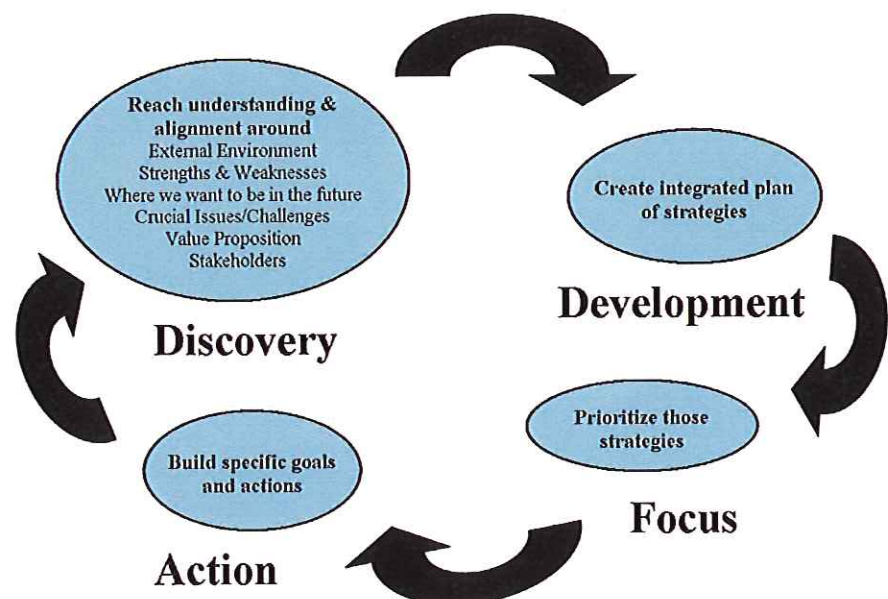 Reach understanding &
alignment around
External Environment
Strengths & Weaknesses
Where we want to be in the future
Crucial Issues/Challenges
Value Proposition
Stakeholders
Discovery
Create integrated plan
of strategies
Development
Prioritize those
strategies
Focus
Build specific goals
and actions
Action